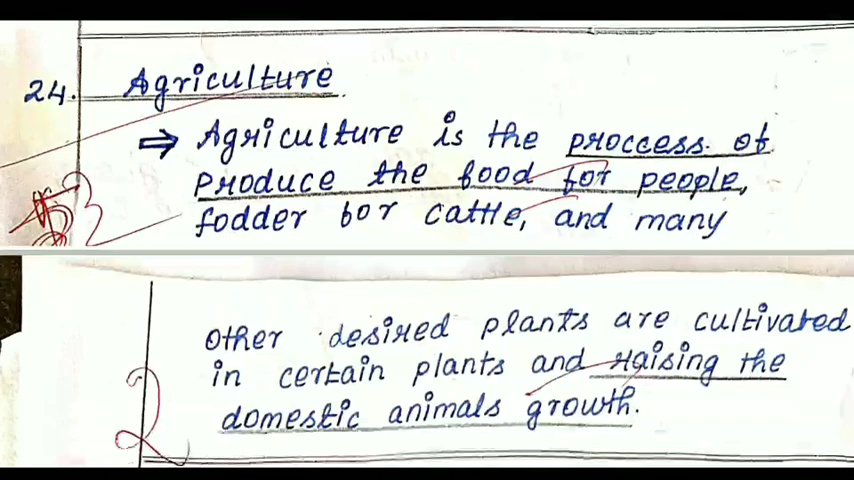 24. Agriculture
⇒ Agriculture is the proccess of
produce the food for people,
fodder for cattle, and many
other desired plants are cultivated
in certain plants and raising the
domestic animals growth.
2